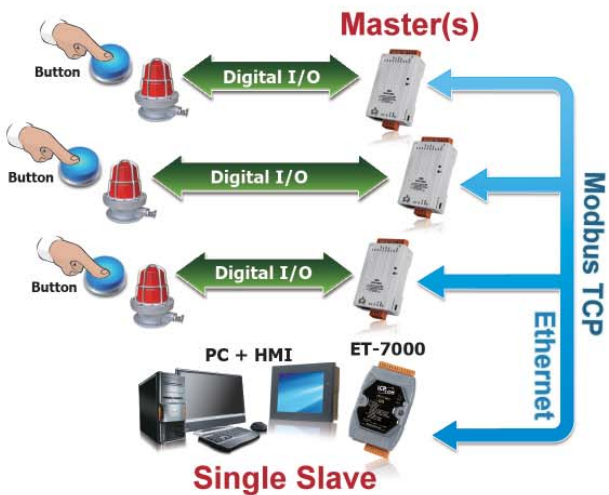 Master(s)
Button
Digital I/O
Button
Digital I/O
Button
Digital I/O
Modbus TCP
Ethernet
PC + HMI
ET-7000
Single Slave